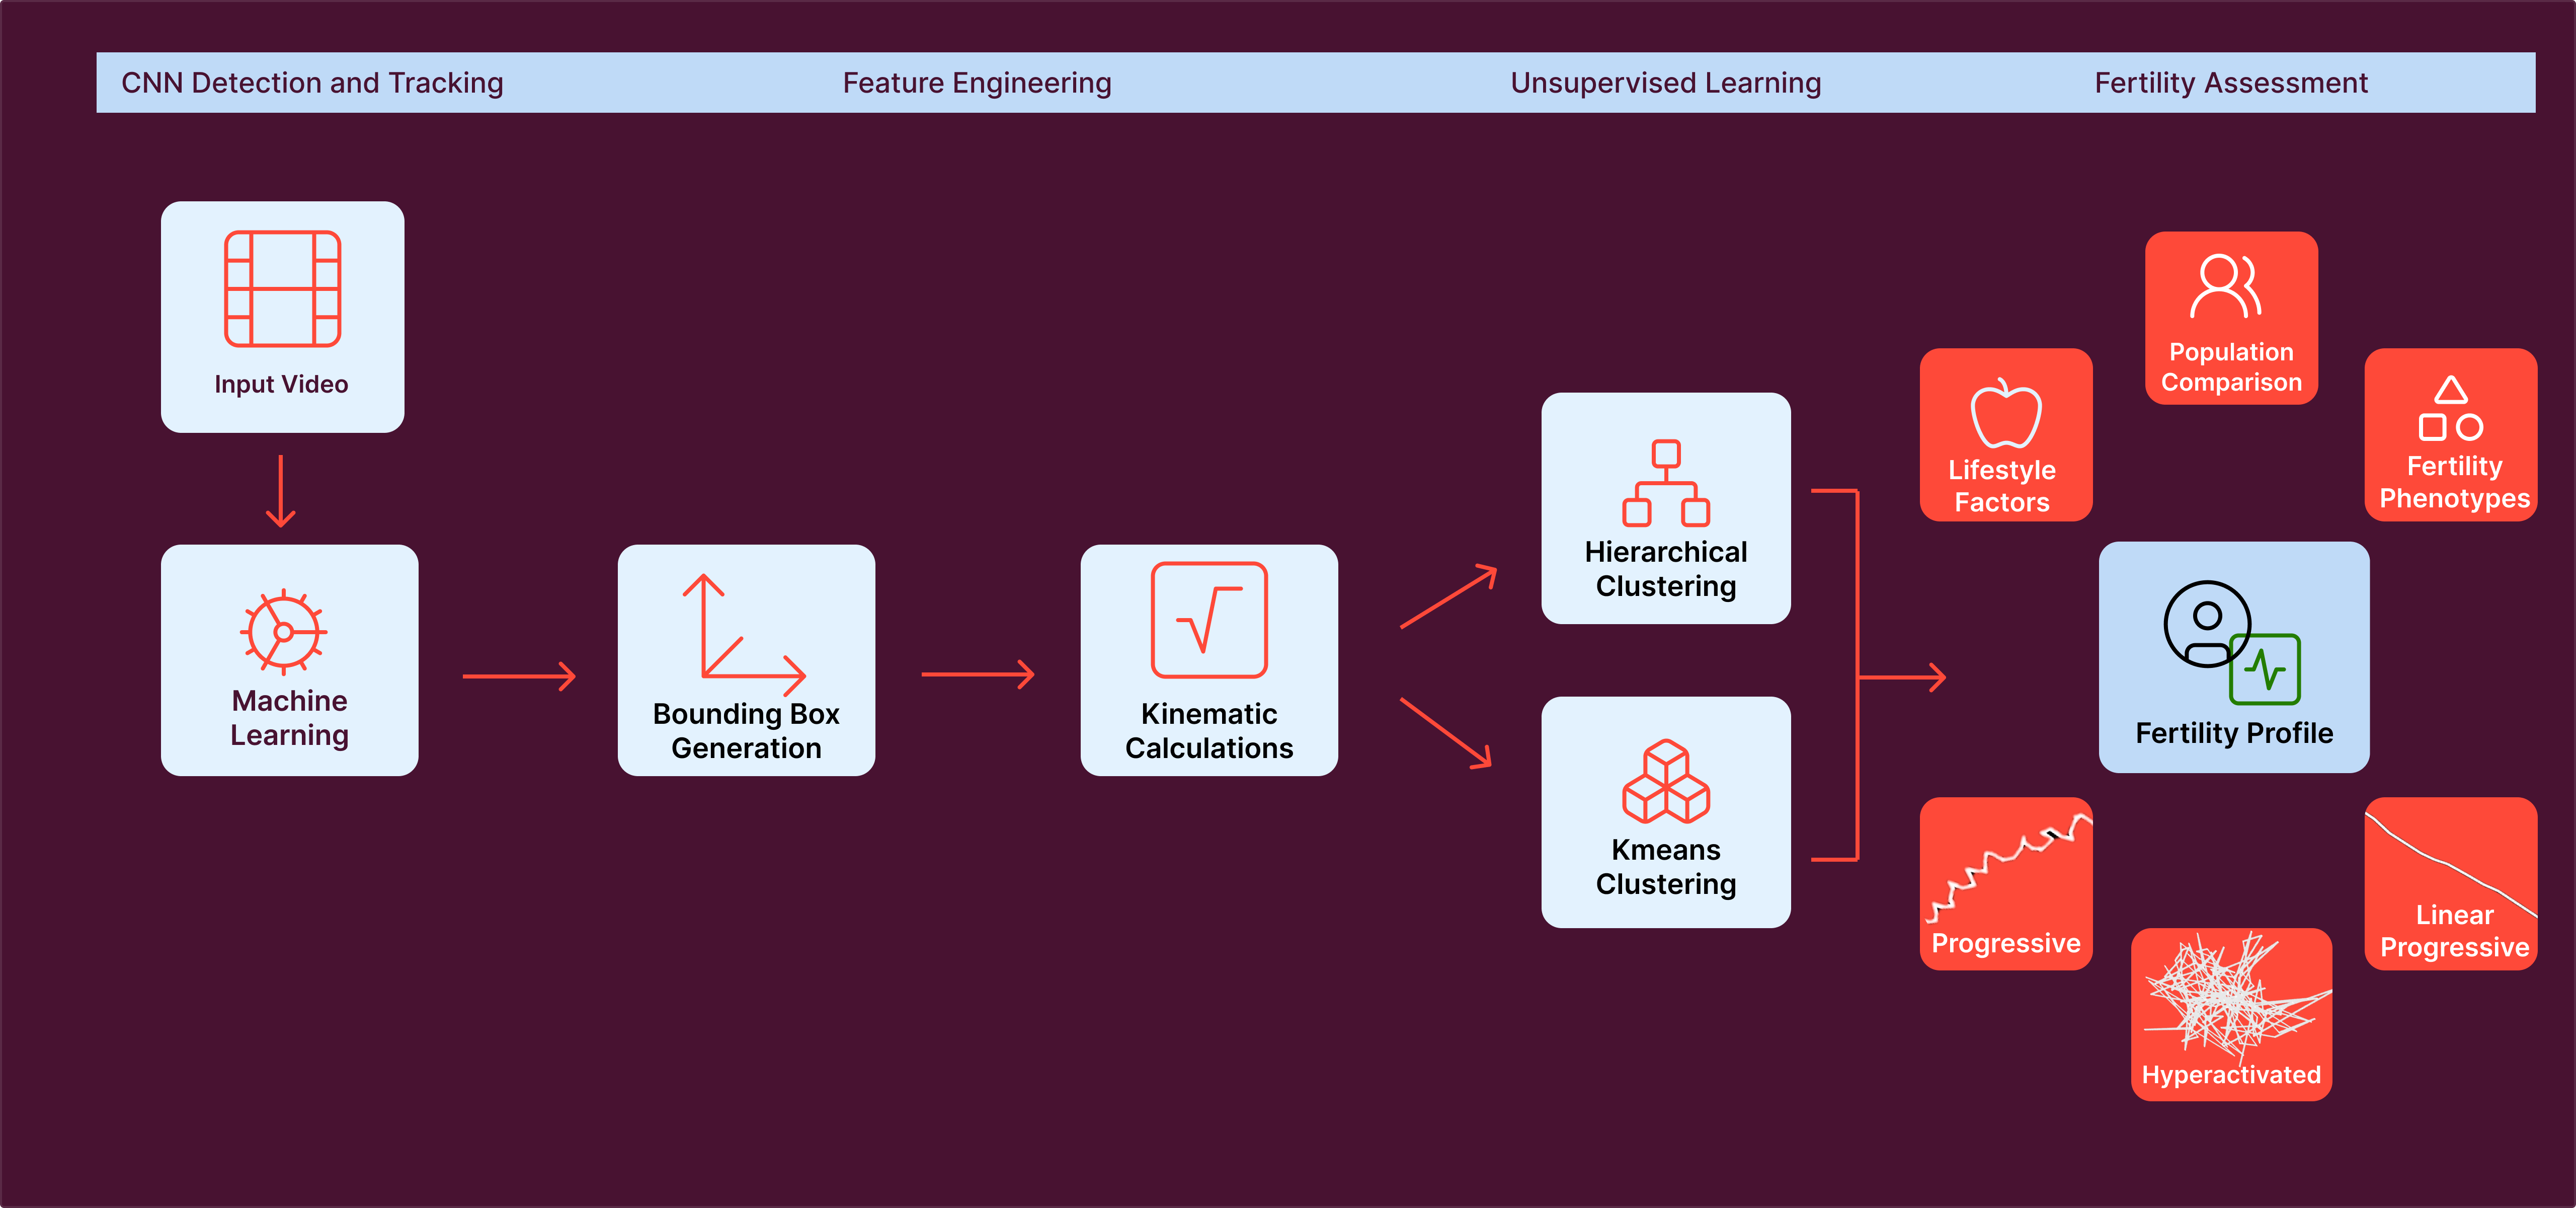 CNN Detection and Tracking
Feature Engineering
Unsupervised Learning
Fertility Assessment
Input Video
Machine
Learning
Bounding Box
Generation
Kinematic
Calculations
Hierarchical
Clustering
Kmeans
Clustering
Population
Comparison
Lifestyle
Factors
Fertility
Phenotypes
Fertility Profile
Progressive
Linear
Progressive
Hyperactivated